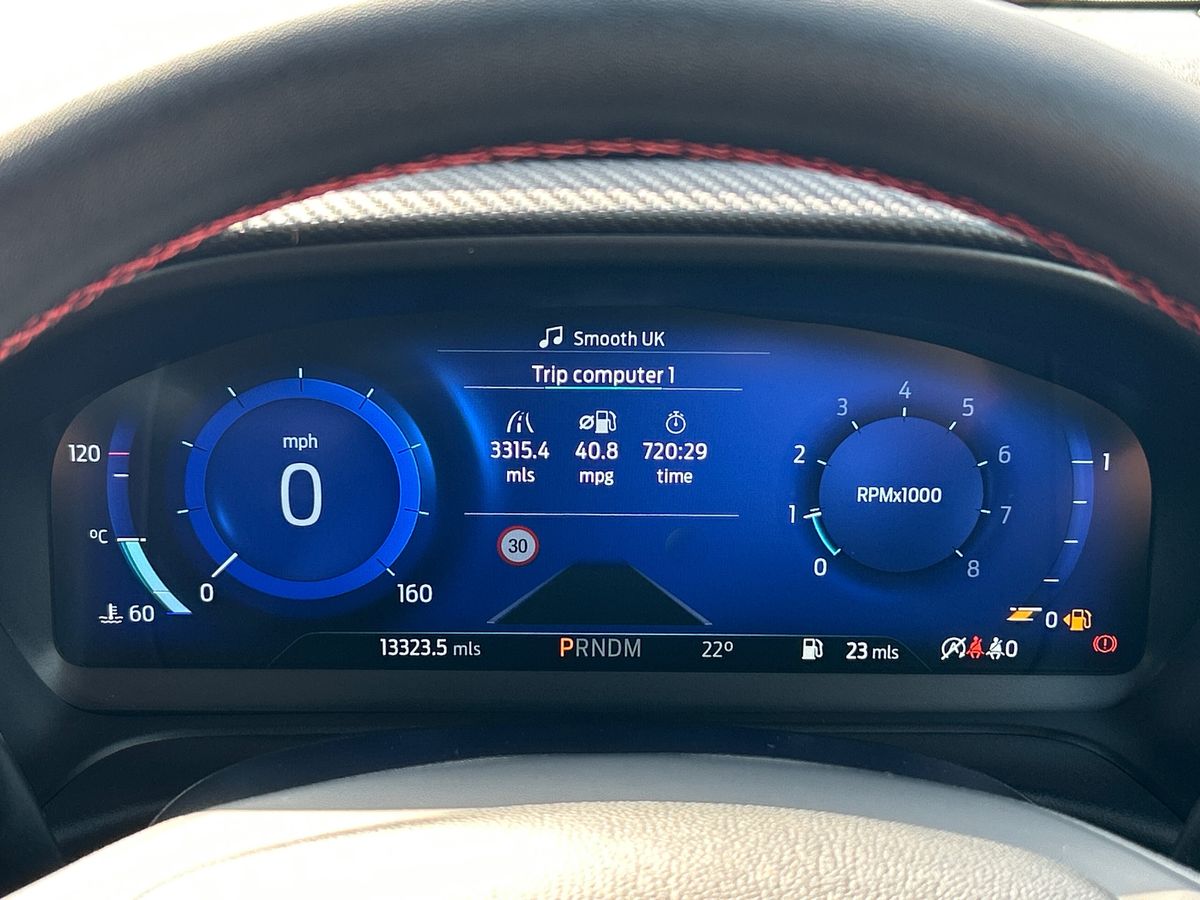 Smooth UK
Trip computer 1
3315.4 40.8 720:29
mls mpg time
30
120
ºC
60
mph
0
0 160
0 1 2 3 4 5 6 7 8
RPMx1000
1
0
13323.5 mls PRNDM 22º 23 mls A 0